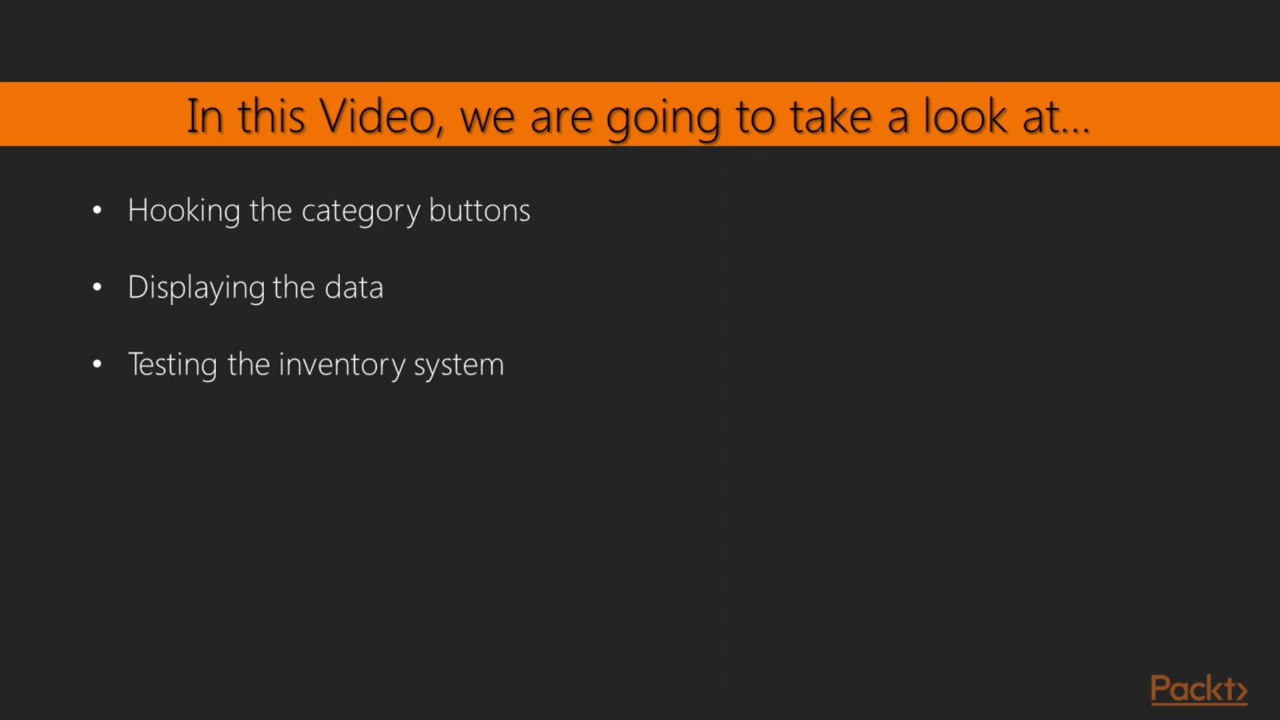 In this Video, we are going to take a look at...
• Hooking the category buttons
• Displaying the data
• Testing the inventory system
Packt>